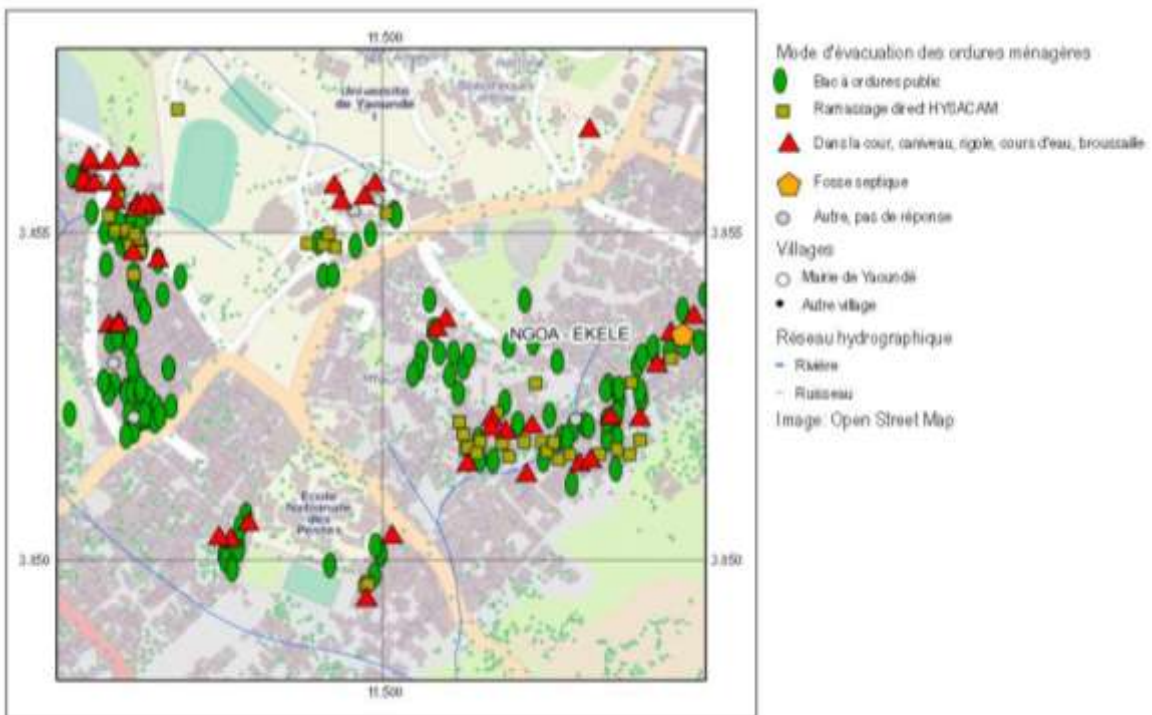 11.500
Université
de Yaoundé
I
3.855
3.855
NGOA - EKELE
Ecole
Nationale
des
Postes
3.850
3.850
11.500
Mode d'évacuation des ordures ménagères
Bac à ordures public
Ramassage direct HYSACAM
Dans la cour, caniveau, rigole, cours d'eau, broussaille
Fosse septique
Autre, pas de réponse
Villages
Mairie de Yaoundé
Autre village
Réseau hydrographique
Rivière
Ruisseau
Image: Open Street Map